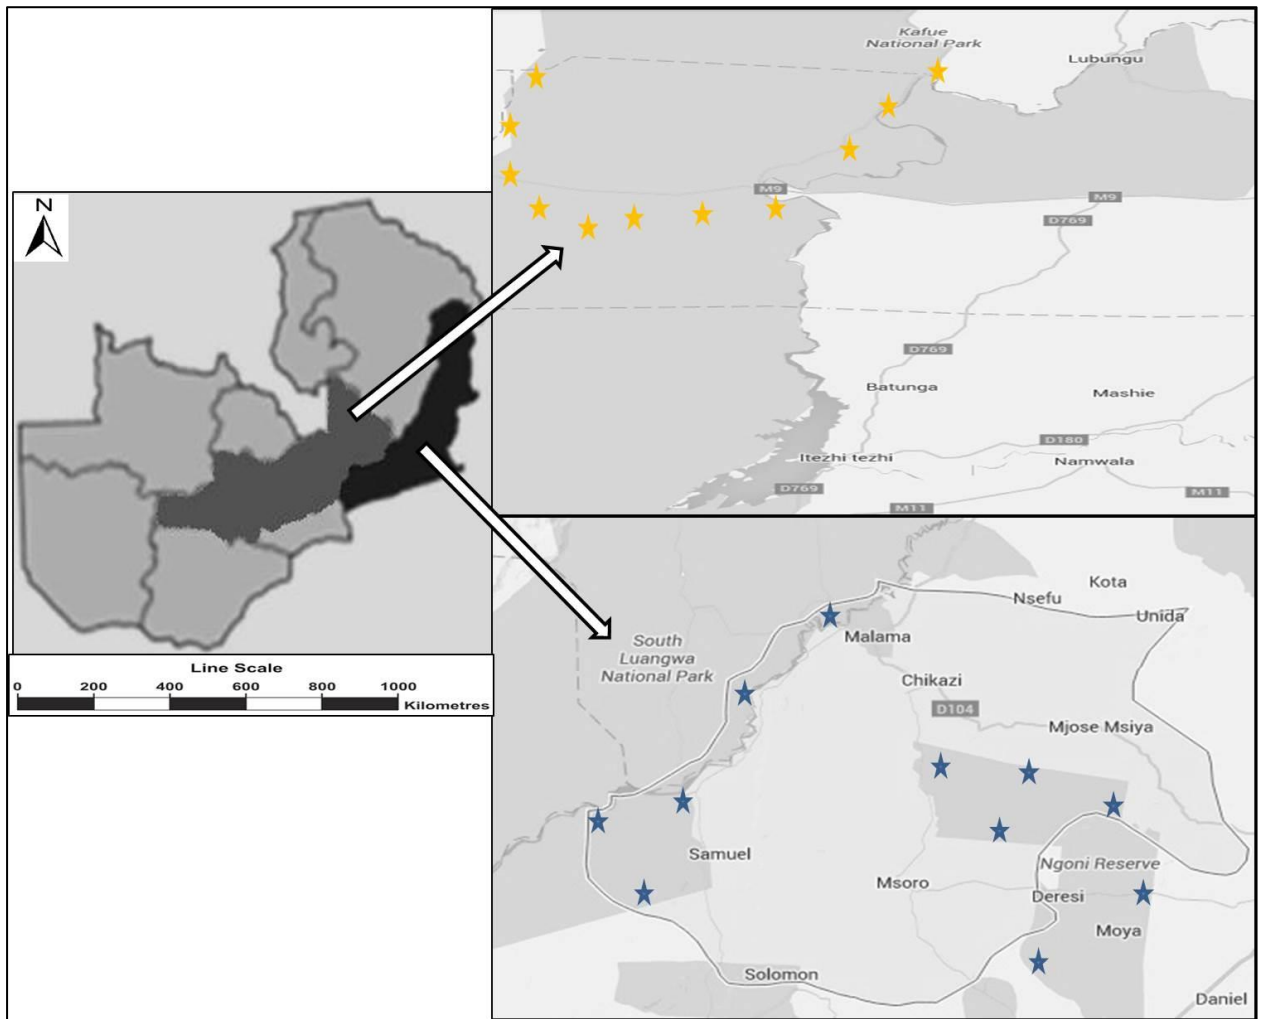 N
Line Scale
0 200 400 600 800 1000
Kilometres
Kafue
National Park
Lubungu
M9
M9
D769
D769
Batunga
Mashie
D180
Itezhi tezhi
Namwala
D769
M11
M11
Kota
Nsefu
Unida
Malama
South
Luangwa
National Park
Chikazi
D104
Mjose Msiya
Samuel
Ngoni Reserve
Msoro
Deresi
Moya
Solomon
Daniel